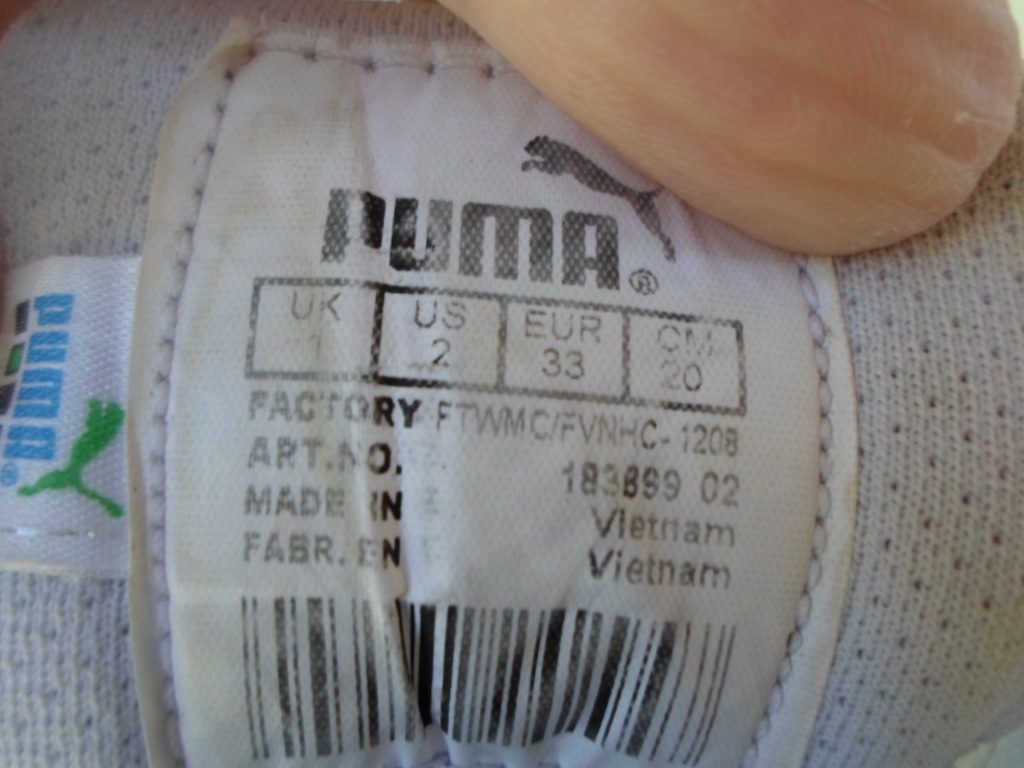 PUMA®
UK US EUR CM
1 2 33 20
FACTORY FTWMC/FVNHC-1208
ART.NO. 183899 02
MADE IN Vietnam
FABR. EN Vietnam
PUMA®